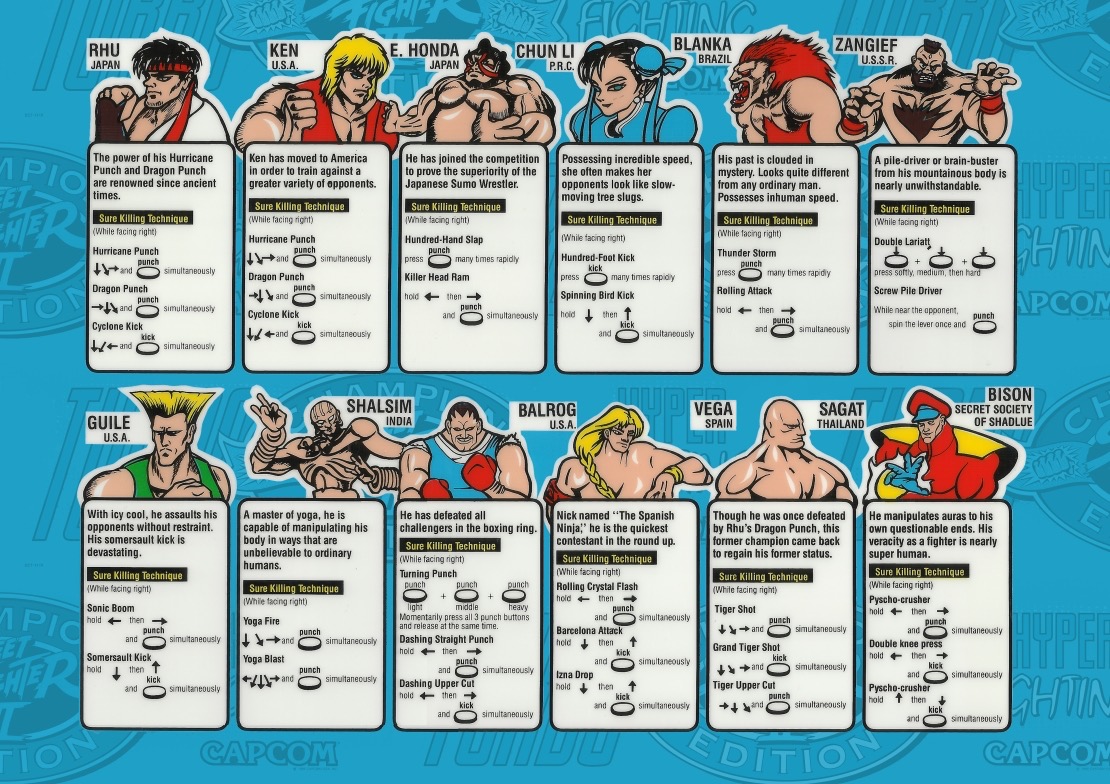 RHU
JAPAN
KEN
U.S.A.
E. HONDA
JAPAN
CHUN LI
P.R.C.
BLANKA
BRAZIL
ZANGIEF
U.S.S.R.
The power of his Hurricane
Punch and Dragon Punch
are renowned since ancient
times.
Sure Killing Technique
(While facing right)
Hurricane Punch
and punch simultaneously
Dragon Punch
and punch simultaneously
Cyclone Kick
and kick simultaneously
Ken has moved to America
in order to train against a
greater variety of opponents.
Sure Killing Technique
(While facing right)
Hurricane Punch
and punch simultaneously
Dragon Punch
and punch simultaneously
Cyclone Kick
and kick simultaneously
He has joined the competition
to prove the superiority of the
Japanese Sumo Wrestler.
Sure Killing Technique
(While facing right)
Hundred-Hand Slap
press punch many times rapidly
Killer Head Ram
hold ← then →
and punch simultaneously
Possessing incredible speed,
she often makes her
opponents look like slow-
moving tree slugs.
Sure Killing Technique
(While facing right)
Hundred-Foot Kick
press kick many times rapidly
Spinning Bird Kick
hold ↓ then ↑
and kick simultaneously
His past is clouded in
mystery. Looks quite different
from any ordinary man.
Possesses inhuman speed.
Sure Killing Technique
(While facing right)
Thunder Storm
press punch many times rapidly
Rolling Attack
hold ← then →
and punch simultaneously
A pile-driver or brain-buster
from his mountainous body is
nearly unwithstandable.
Sure Killing Technique
(While facing right)
Double Lariatt
+ +
press softly, medium, then hard
Screw Pile Driver
While near the opponent,
spin the lever once and punch
GUILE
U.S.A.
SHALSIM
INDIA
BALROG
U.S.A.
VEGA
SPAIN
SAGAT
THAILAND
BISON
SECRET SOCIETY
OF SHADLUE
With icy cool, he assaults his
opponents without restraint.
His somersault kick is
devastating.
Sure Killing Technique
(While facing right)
Sonic Boom
hold ← then →
and punch simultaneously
Somersault Kick
hold ↓ then ↑
and kick simultaneously
A master of yoga, he is
capable of manipulating his
body in ways that are
unbelievable to ordinary
humans.
Sure Killing Technique
(While facing right)
Yoga Fire
and punch simultaneously
Yoga Blast
and punch simultaneously
He has defeated all
challengers in the boxing ring.
Sure Killing Technique
(While facing right)
Turning Punch
punch + punch + punch
light middle heavy
Momentarily press all 3 punch buttons
and release at the same time.
Dashing Straight Punch
hold ← then →
and punch simultaneously
Dashing Upper Cut
hold ← then →
and kick simultaneously
Nick named "The Spanish
Ninja," he is the quickest
contestant in the round up.
Sure Killing Technique
(While facing right)
Rolling Crystal Flash
hold ← then →
and punch simultaneously
Barcelona Attack
hold ↓ then ↑
and kick simultaneously
Izna Drop
hold ↓ then ↑
and kick simultaneously
Though he was once defeated
by Rhu's Dragon Punch, this
former champion came back
to regain his former status.
Sure Killing Technique
(While facing right)
Tiger Shot
and punch simultaneously
Grand Tiger Shot
and kick simultaneously
Tiger Upper Cut
and punch simultaneously
He manipulates auras to his
own questionable ends. His
veracity as a fighter is nearly
super human.
Sure Killing Technique
(While facing right)
Pyscho-crusher
hold ← then →
and punch simultaneously
Double knee press
hold ← then →
and kick simultaneously
Pyscho-crusher
hold ↑ then ↓
and kick simultaneously
CAPCOM
EDITION
TURBO
HYPER
FIGHTING
CAPCOM